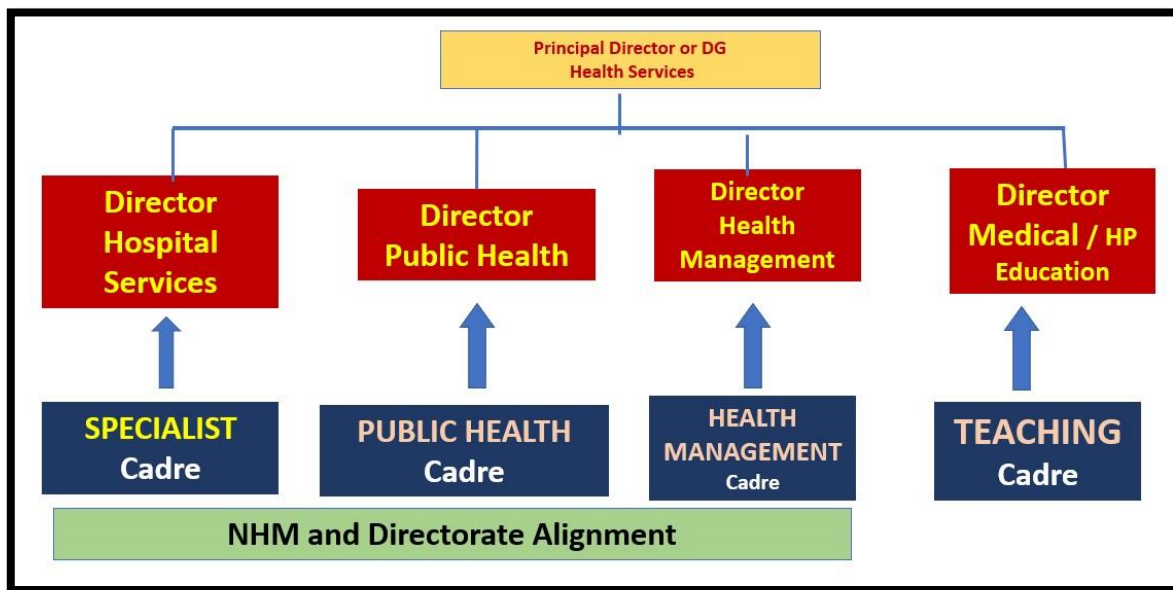 Principal Director or DG
Health Services
Director
Hospital
Services
Director
Public Health
Director
Health
Management
Director
Medical / HP
Education
SPECIALIST
Cadre
PUBLIC HEALTH
Cadre
HEALTH
MANAGEMENT
Cadre
TEACHING
Cadre
NHM and Directorate Alignment